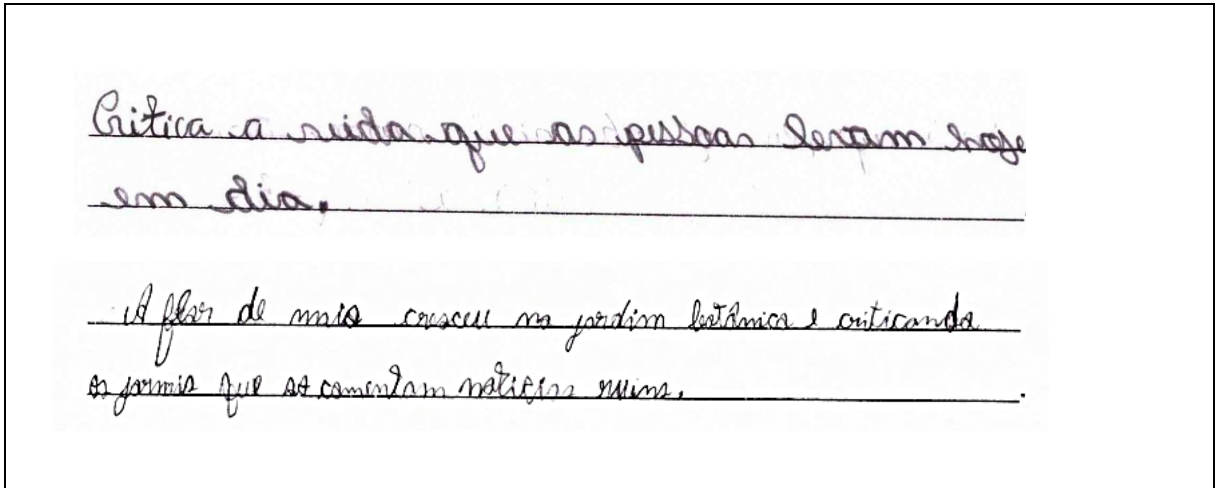 Critica a vida que as pessoas levam hoje
em dia.
A flor de maio cresceu no jardim botânico e criticando
os jornais que só comentam notícias ruins.